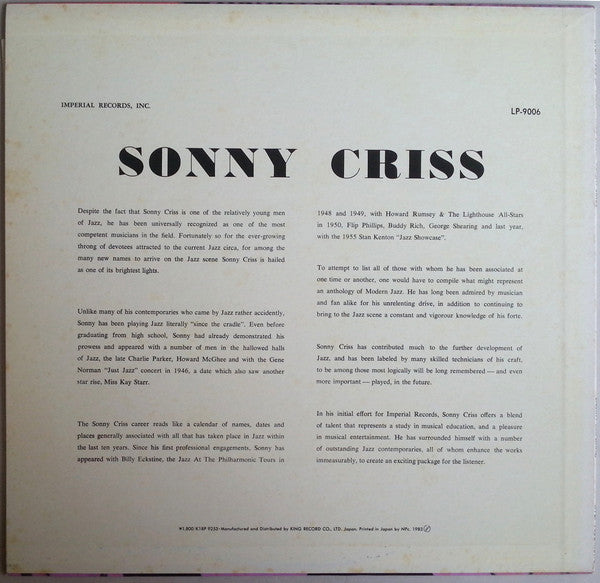 IMPERIAL RECORDS, INC.
LP-9006
SONNY CRISS
Despite the fact that Sonny Criss is one of the relatively young men
of Jazz, he has been universally recognized as one of the most
competent musicians in the field. Fortunately so for the ever-growing
throng of devotees attracted to the current Jazz circa, for among the
many new names to arrive on the Jazz scene Sonny Criss is hailed
as one of its brightest lights.
Unlike many of his contemporaries who came by Jazz rather accidently,
Sonny has been playing Jazz literally “since the cradle”. Even before
graduating from high school, Sonny had already demonstrated his
prowess and appeared with a number of men in the hallowed halls
of Jazz, the late Charlie Parker, Howard McGhee and with the Gene
Norman “Just Jazz” concert in 1946, a date which also saw another
star rise, Miss Kay Starr.
The Sonny Criss career reads like a calendar of names, dates and
places generally associated with all that has taken place in Jazz within
the last ten years. Since his first professional engagements, Sonny has
appeared with Billy Eckstine, the Jazz At The Philharmonic Tours in
1948 and 1949, with Howard Rumsey & The Lighthouse All-Stars
in 1950, Flip Phillips, Buddy Rich, George Shearing and last year,
with the 1955 Stan Kenton “Jazz Showcase”.
To attempt to list all of those with whom he has been associated at
one time or another, one would have to compile what might represent
an anthology of Modern Jazz. He has long been admired by musician
and fan alike for his unrelenting drive, in addition to continuing to
bring to the Jazz scene a constant and vigorour knowledge of his forte.
Sonny Criss has contributed much to the further development of
Jazz, and has been labeled by many skilled technicians of his craft,
to be among those most logically will be long remembered — and even
more important — played, in the future.
In his initial effort for Imperial Records, Sonny Criss offers a blend
of talent that represents a study in musical education, and a pleasure
in musical entertainment. He has surrounded himself with a number
of outstanding Jazz contemporaries, all of whom enhance the works
immeasurably, to create an exciting package for the listener.
¥1,800/K18P 9252•Manufactured and Distributed by KING RECORD CO., LTD. Japan. Printed in Japan by NPc. 1982